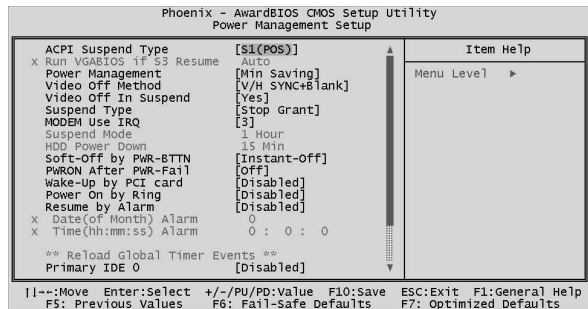 Phoenix - AwardBIOS CMOS Setup Utility
Power Management Setup
ACPI Suspend Type [S1(POS)]
x Run VGABIOS if S3 Resume Auto
Power Management [Min Saving]
Video Off Method [V/H SYNC+Blank]
Video Off In Suspend [Yes]
Suspend Type [Stop Grant]
MODEM Use IRQ [3]
Suspend Mode 1 Hour
HDD Power Down 15 Min
Soft-Off by PWR-BTTN [Instant-Off]
PWRON After PWR-Fail [Off]
Wake-Up by PCI card [Disabled]
Power On by Ring [Disabled]
Resume by Alarm [Disabled]
x Date(of Month) Alarm 0
x Time(hh:mm:ss) Alarm 0 : 0 : 0
** Reload Global Timer Events **
Primary IDE 0 [Disabled]
Item Help
Menu Level ▶
↑↓→←:Move Enter:Select +/-/PU/PD:Value F10:Save ESC:Exit F1:General Help
F5: Previous Values F6: Fail-Safe Defaults F7: Optimized Defaults